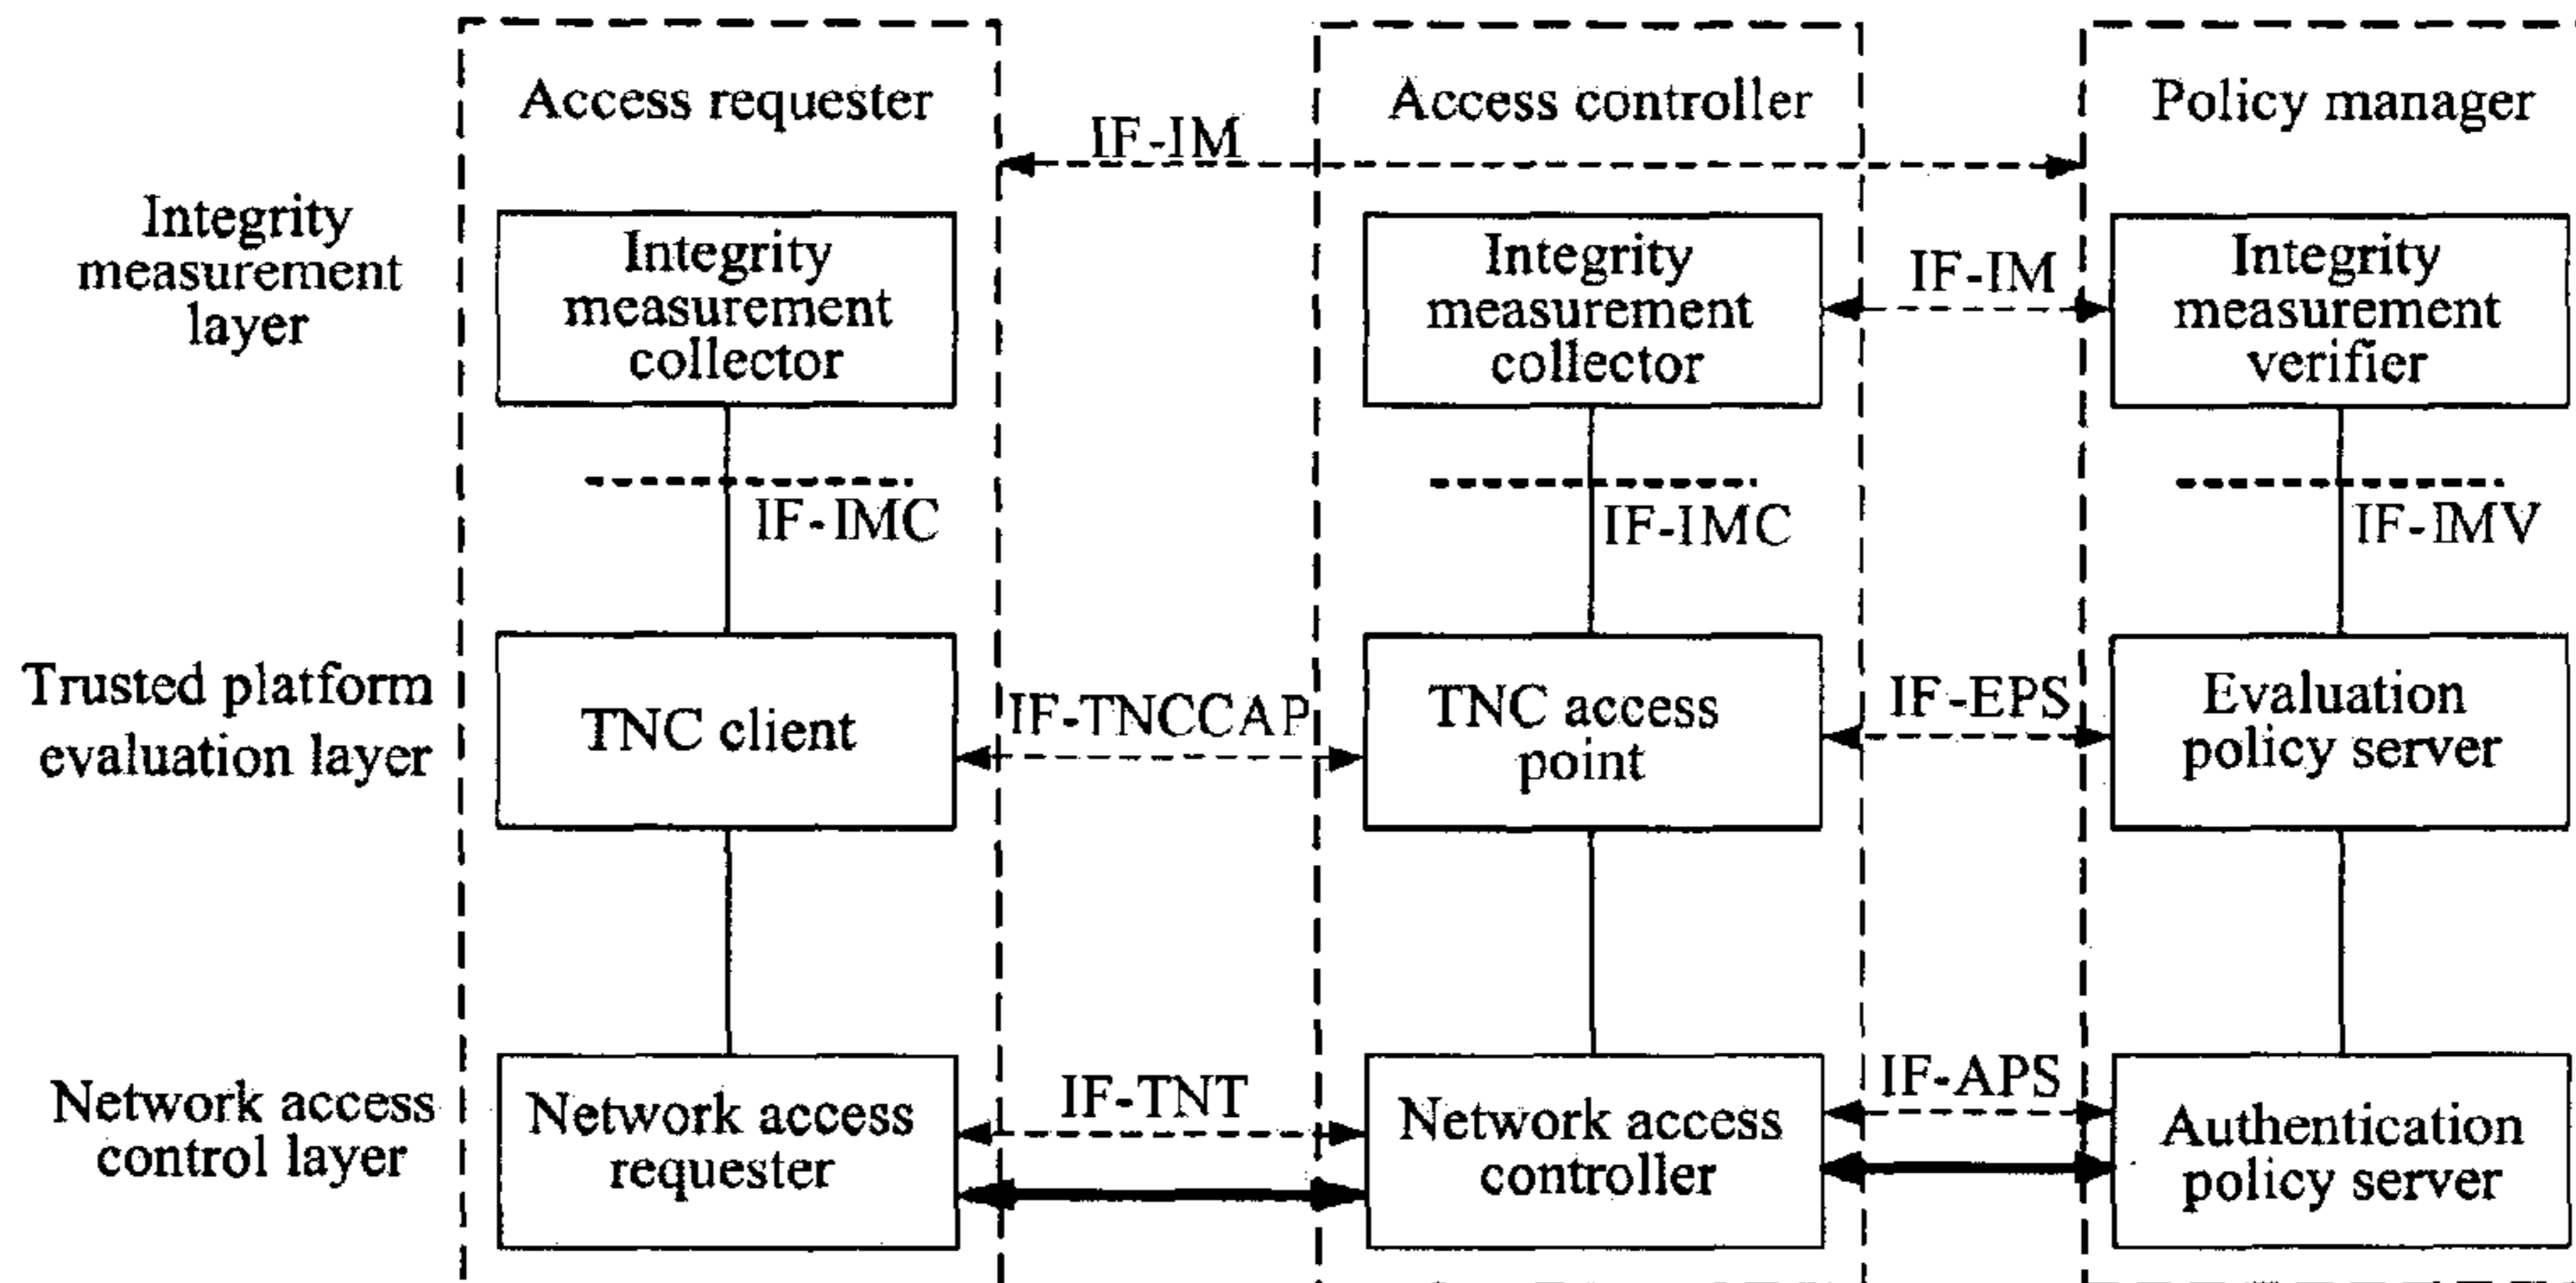 Access requester
Access controller
Policy manager
IF-IM
Integrity
measurement
layer
Integrity
measurement
collector
Integrity
measurement
collector
IF-IM
Integrity
measurement
verifier
IF-IMC
IF-IMC
IF-IMV
Trusted platform
evaluation layer
TNC client
IF-TNCCAP
TNC access
point
IF-EPS
Evaluation
policy server
Network access
control layer
Network access
requester
IF-TNT
Network access
controller
IF-APS
Authentication
policy server